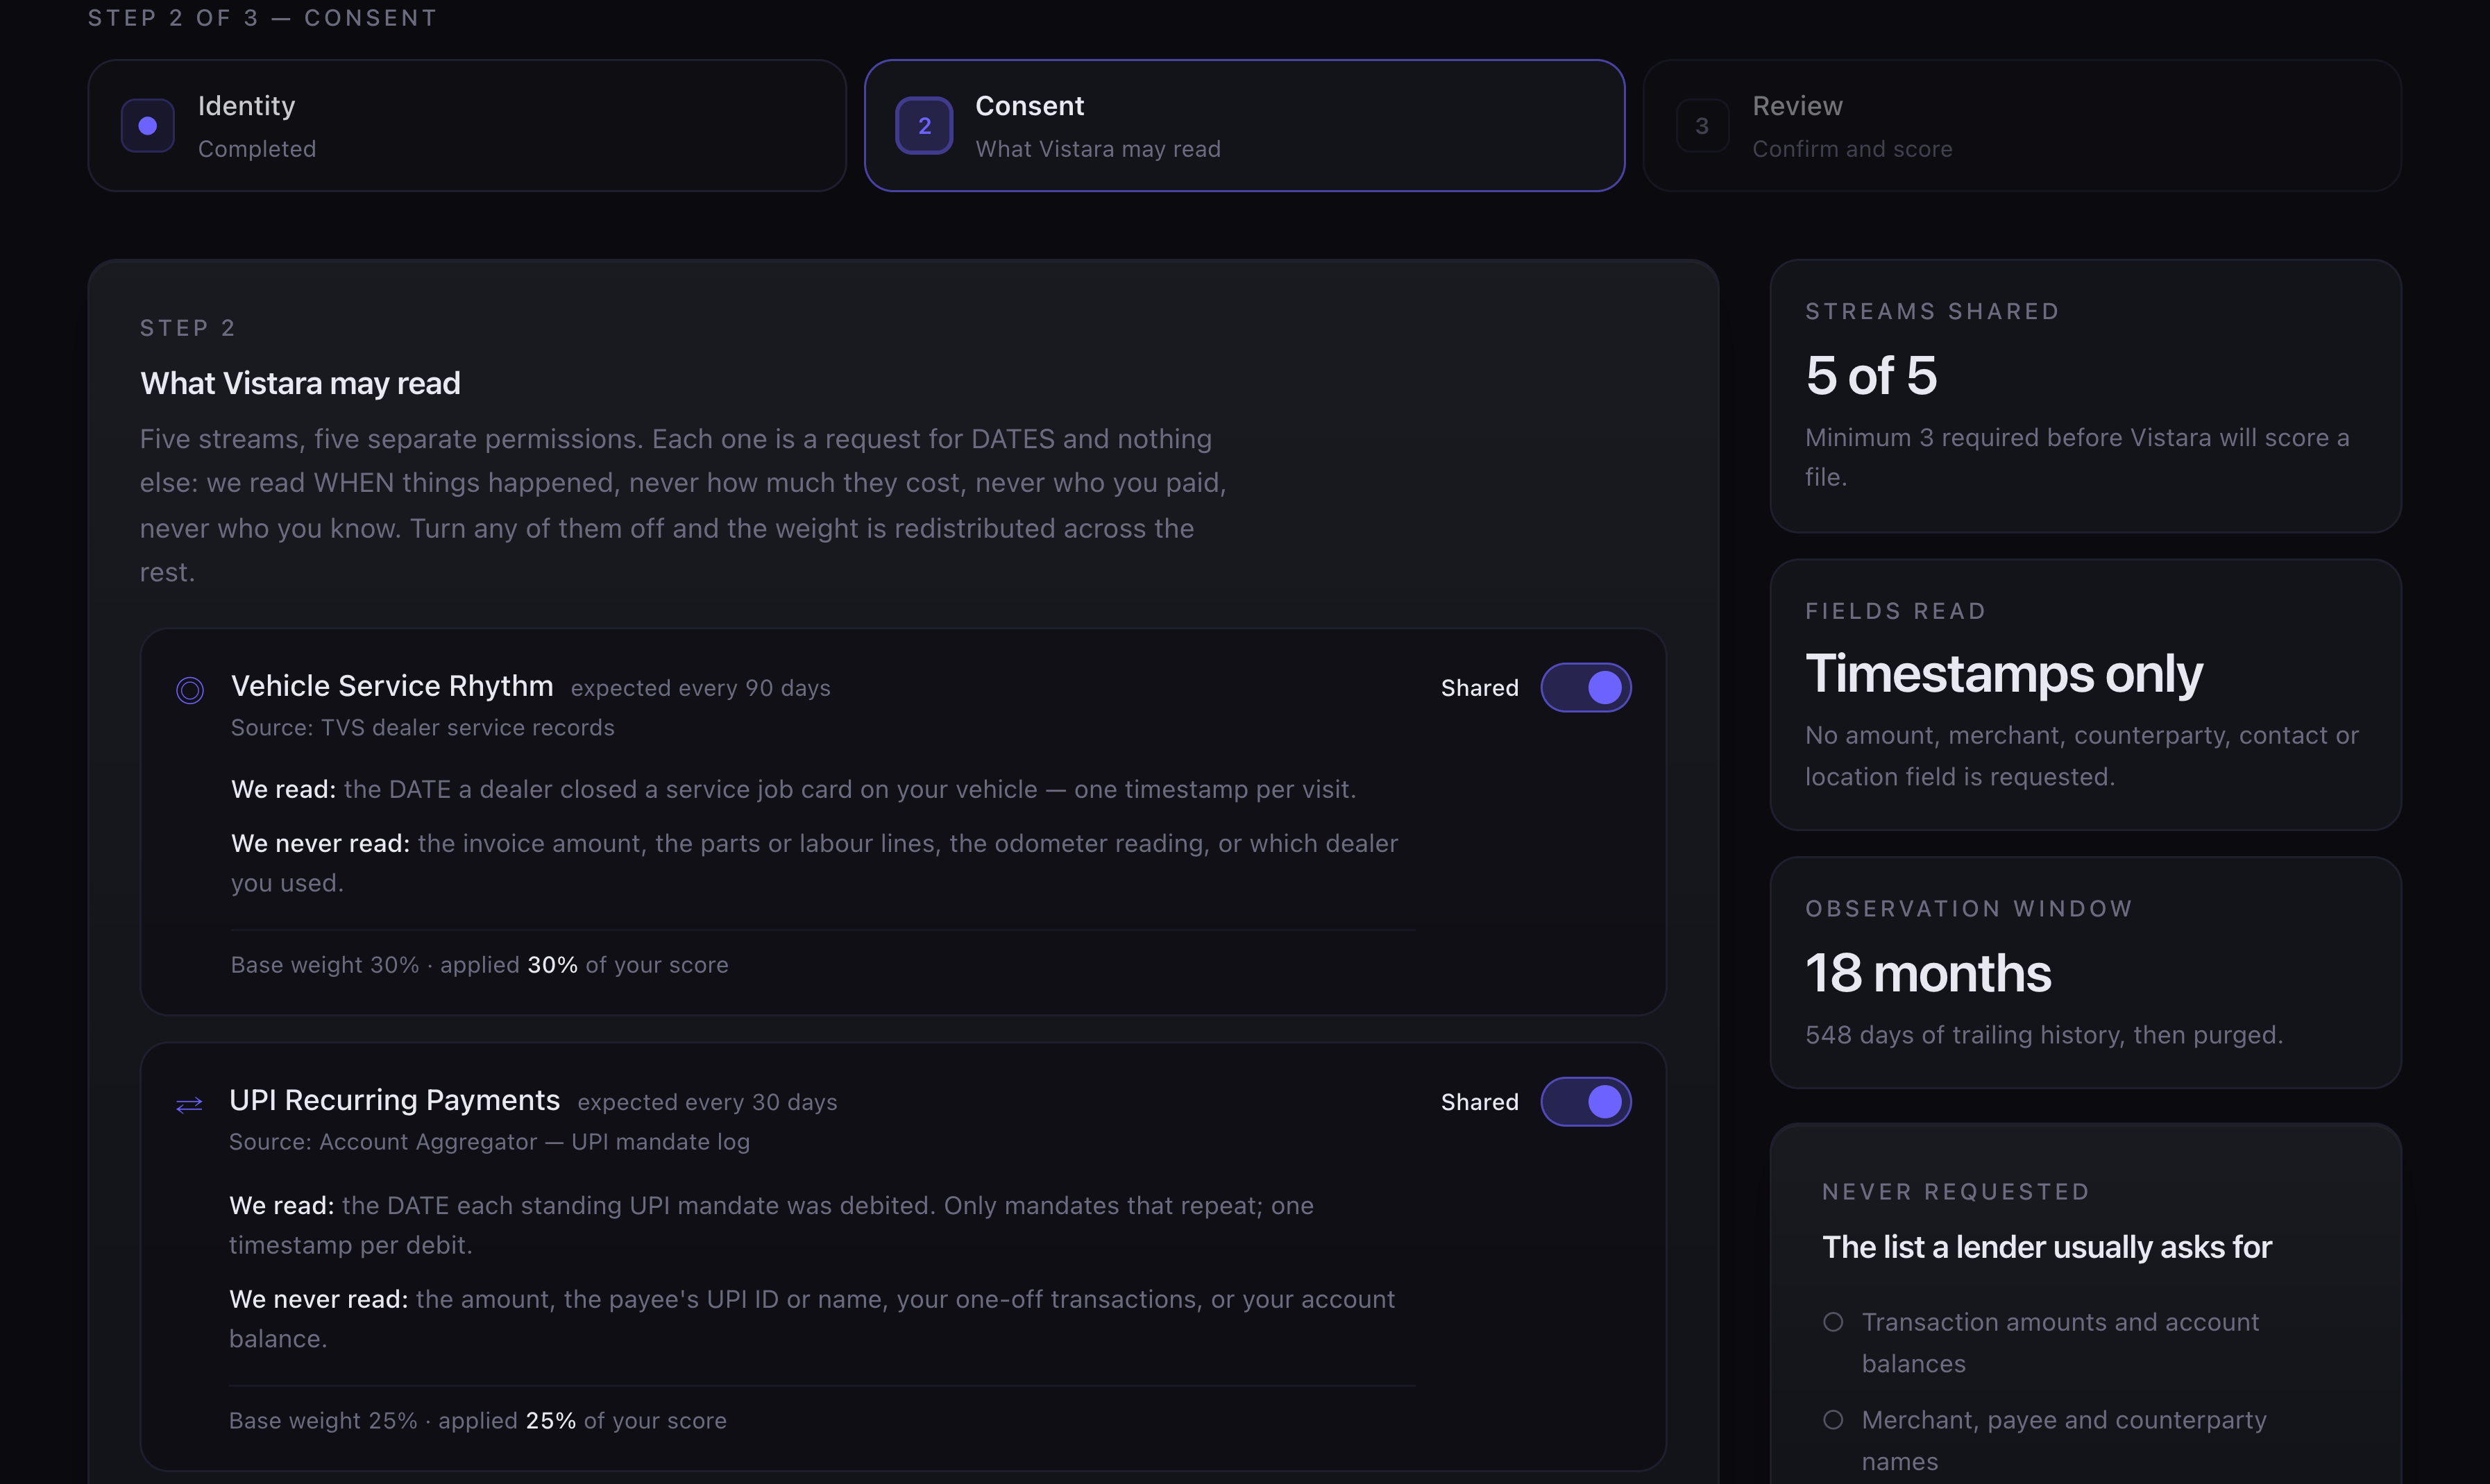 STEP 2 OF 3 — CONSENT
Identity
Completed
2
Consent
What Vistara may read
3
Review
Confirm and score
STEP 2
What Vistara may read
Five streams, five separate permissions. Each one is a request for DATES and nothing
else: we read WHEN things happened, never how much they cost, never who you paid,
never who you know. Turn any of them off and the weight is redistributed across the
rest.
Vehicle Service Rhythm expected every 90 days
Shared
Source: TVS dealer service records
We read: the DATE a dealer closed a service job card on your vehicle — one timestamp per visit.
We never read: the invoice amount, the parts or labour lines, the odometer reading, or which dealer
you used.
Base weight 30% · applied 30% of your score
UPI Recurring Payments expected every 30 days
Shared
Source: Account Aggregator — UPI mandate log
We read: the DATE each standing UPI mandate was debited. Only mandates that repeat; one
timestamp per debit.
We never read: the amount, the payee's UPI ID or name, your one-off transactions, or your account
balance.
Base weight 25% · applied 25% of your score
STREAMS SHARED
5 of 5
Minimum 3 required before Vistara will score a
file.
FIELDS READ
Timestamps only
No amount, merchant, counterparty, contact or
location field is requested.
OBSERVATION WINDOW
18 months
548 days of trailing history, then purged.
NEVER REQUESTED
The list a lender usually asks for
Transaction amounts and account
balances
Merchant, payee and counterparty
names